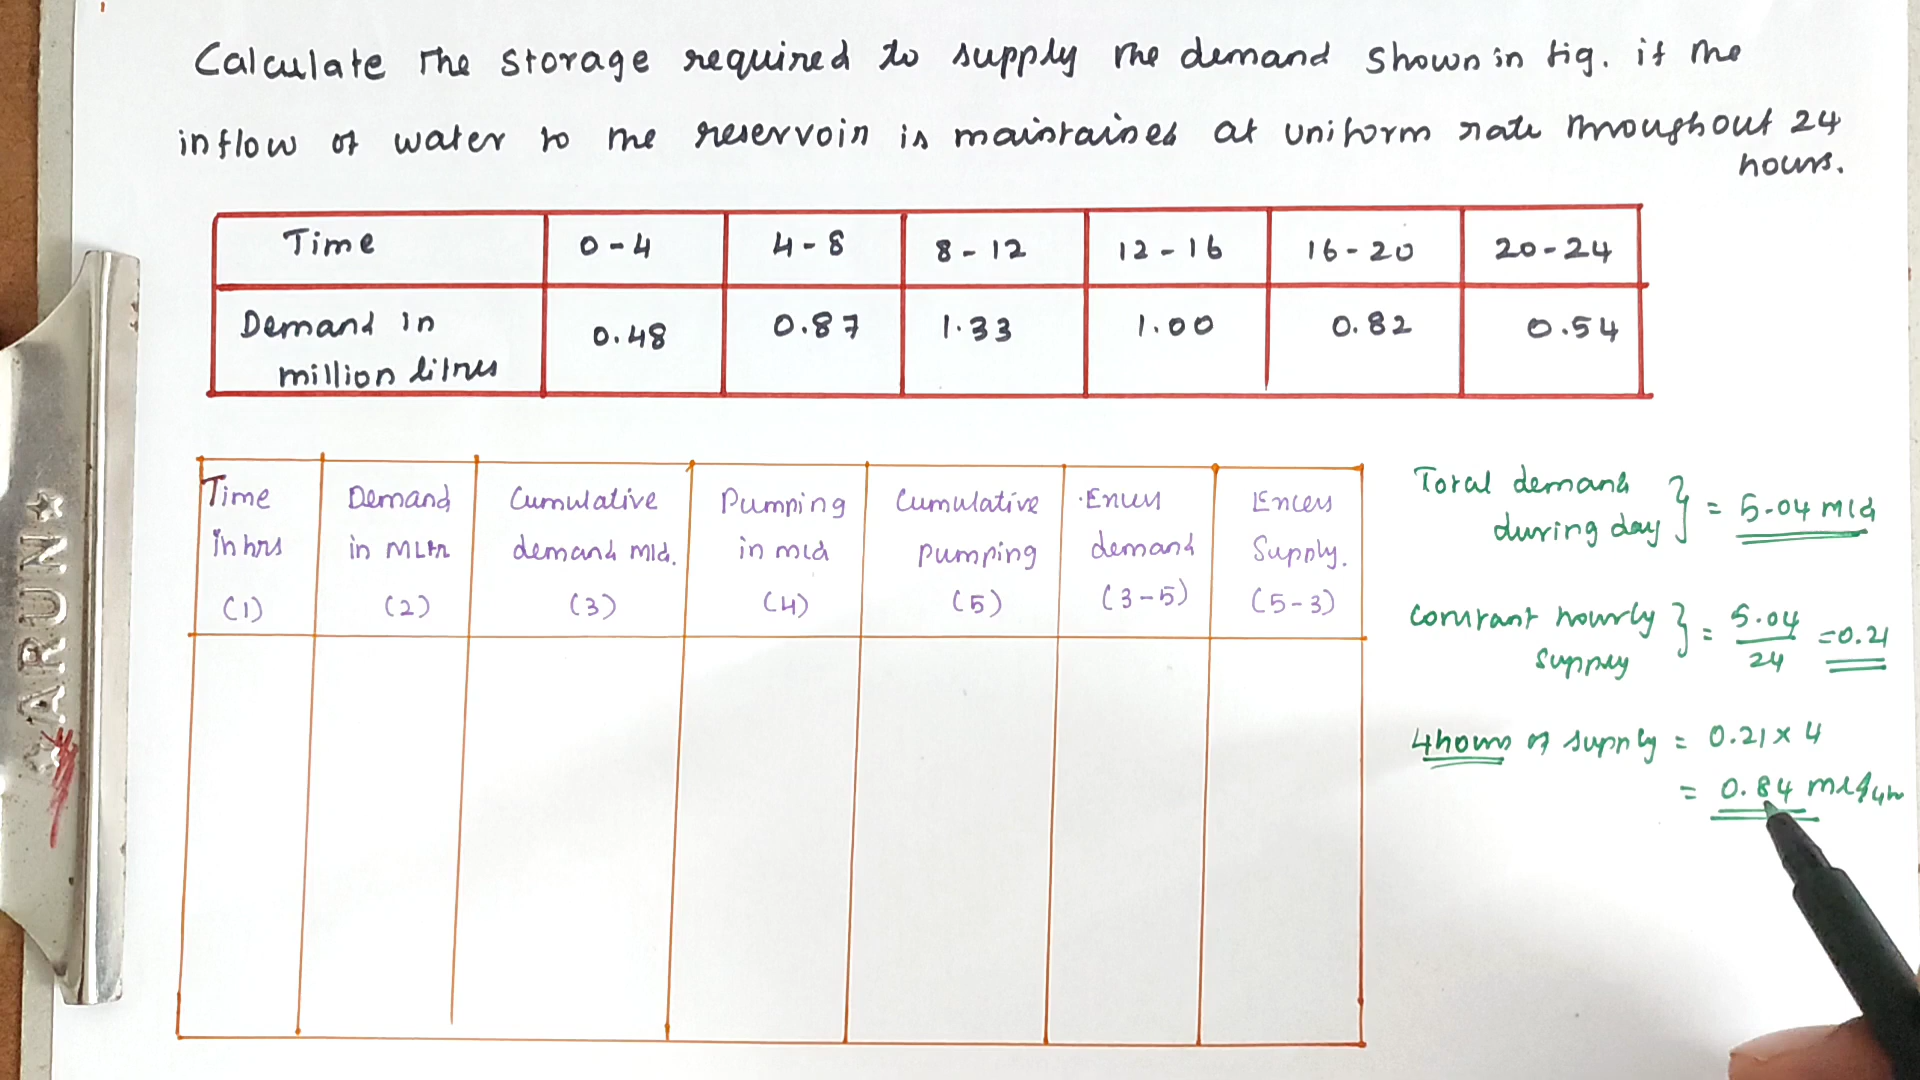 Calculate The storage required to supply the demand shown in fig. if the
inflow of water to the reservoir is maintained at uniform rate throughout 24
hours.
Time 0-4 4-8 8-12 12-16 16-20 20-24
Demand in
million litres 0.48 0.87 1.33 1.00 0.82 0.54
Time
in hrs
(1)
Demand
in MLtr
(2)
Cumulative
demand mld.
(3)
Pumping
in mld
(4)
Cumulative
pumping
(5)
Excess
demand
(3-5)
Excess
Supply.
(5-3)
Total demand
during day } = 5.04 mld
constant hourly
supply } = 5.04/24 = 0.21
4 hours of supply = 0.21 x 4
= 0.84
ARUN